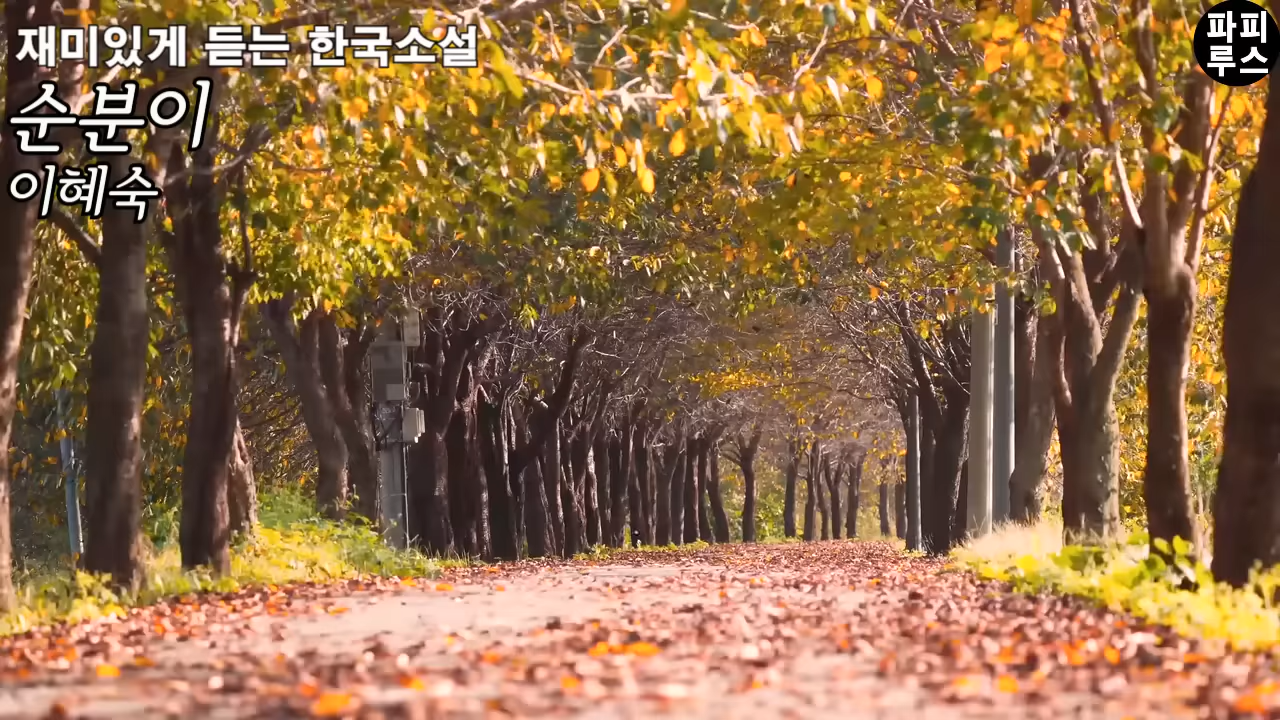 재미있게 듣는 한국소설
순분이
이혜숙
파피
루스